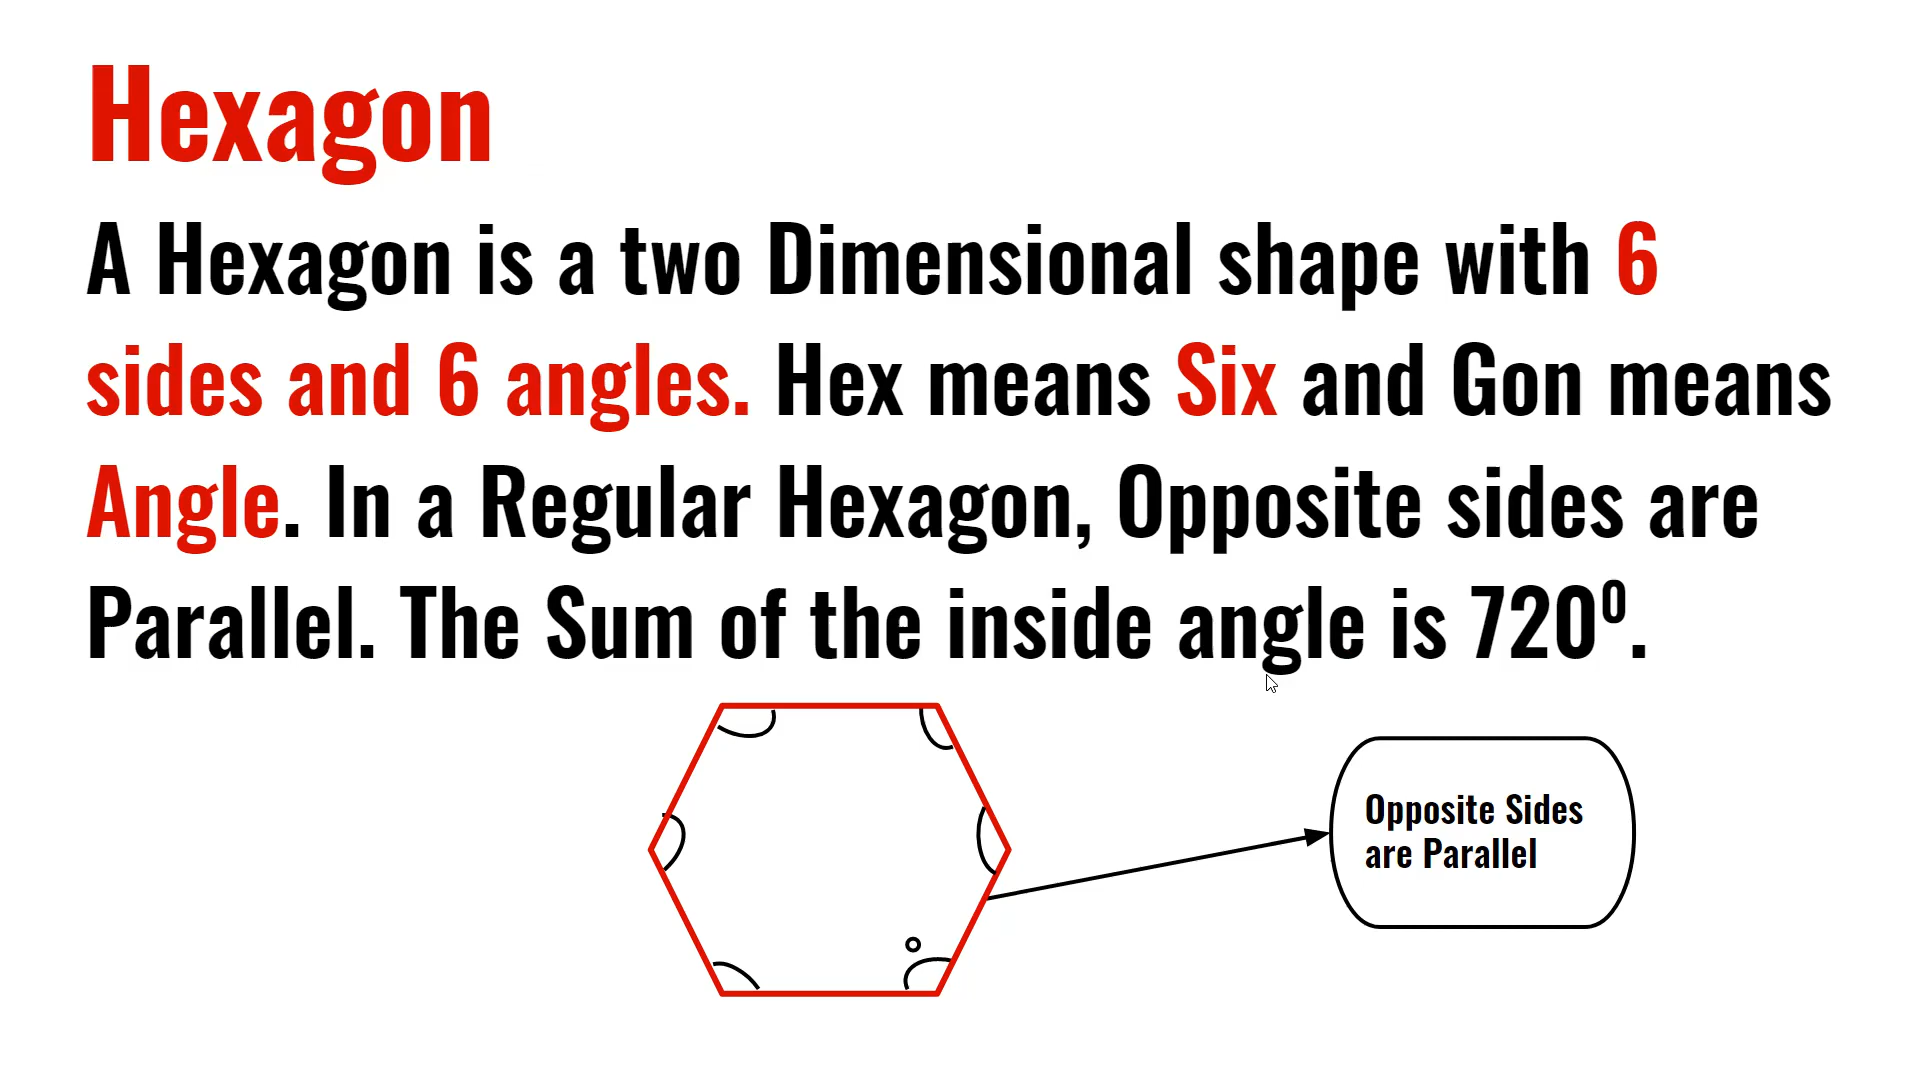 Hexagon
A Hexagon is a two Dimensional shape with 6
sides and 6 angles. Hex means Six and Gon means
Angle. In a Regular Hexagon, Opposite sides are
Parallel. The Sum of the inside angle is 720⁰.
Opposite Sides
are Parallel